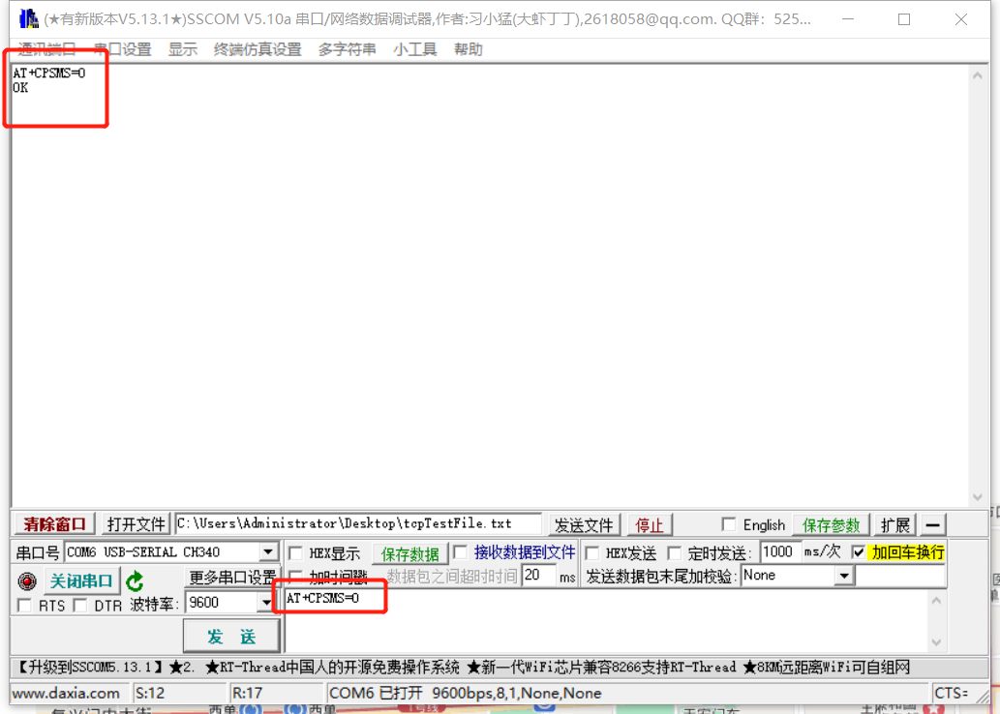 (★有新版本V5.13.1★)SSCOM V5.10a 串口/网络数据调试器,作者:习小猛(大虾丁丁),2618058@qq.com. QQ群：525...
通讯端口 串口设置 显示 终端仿真设置 多字符串 小工具 帮助
AT+CPSMS=0
OK
清除窗口 打开文件 C:\Users\Administrator\Desktop\tcpTestFile.txt 发送文件 停止 English 保存参数 扩展 —
串口号 COM6 USB-SERIAL CH340 HEX显示 保存数据 接收数据到文件 HEX发送 定时发送: 1000 ms/次 加回车换行
关闭串口 更多串口设置 加时间戳 数据包之间超时时间 20 ms 发送数据包末尾加校验: None
RTS DTR 波特率: 9600 AT+CPSMS=0
发 送
【升级到SSCOM5.13.1】★2. ★RT-Thread中国人的开源免费操作系统 ★新一代WiFi芯片兼容8266支持RT-Thread ★8KM远距离WiFi可自组网
www.daxia.com S:12 R:17 COM6 已打开 9600bps,8,1,None,None CTS=
西单 西单 1号线